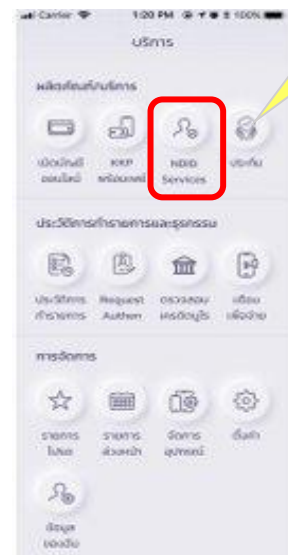 Carrier 1:20 PM 100%
บริการ
ผลิตภัณฑ์/บริการ
เปิดบัญชี KKP NDID ประกัน
ออนไลน์ พร้อมเพย์ Services
ประวัติการทำรายการและธุรกรรม
ประวัติการ Request ตรวจสอบ เตือน
ทำรายการ Authen เครดิตบูโร เพื่อจ่าย
การจัดการ
รายการ รายการ จัดการ ตั้งค่า
โปรด ล่วงหน้า อุปกรณ์
ข้อมูล
ของฉัน